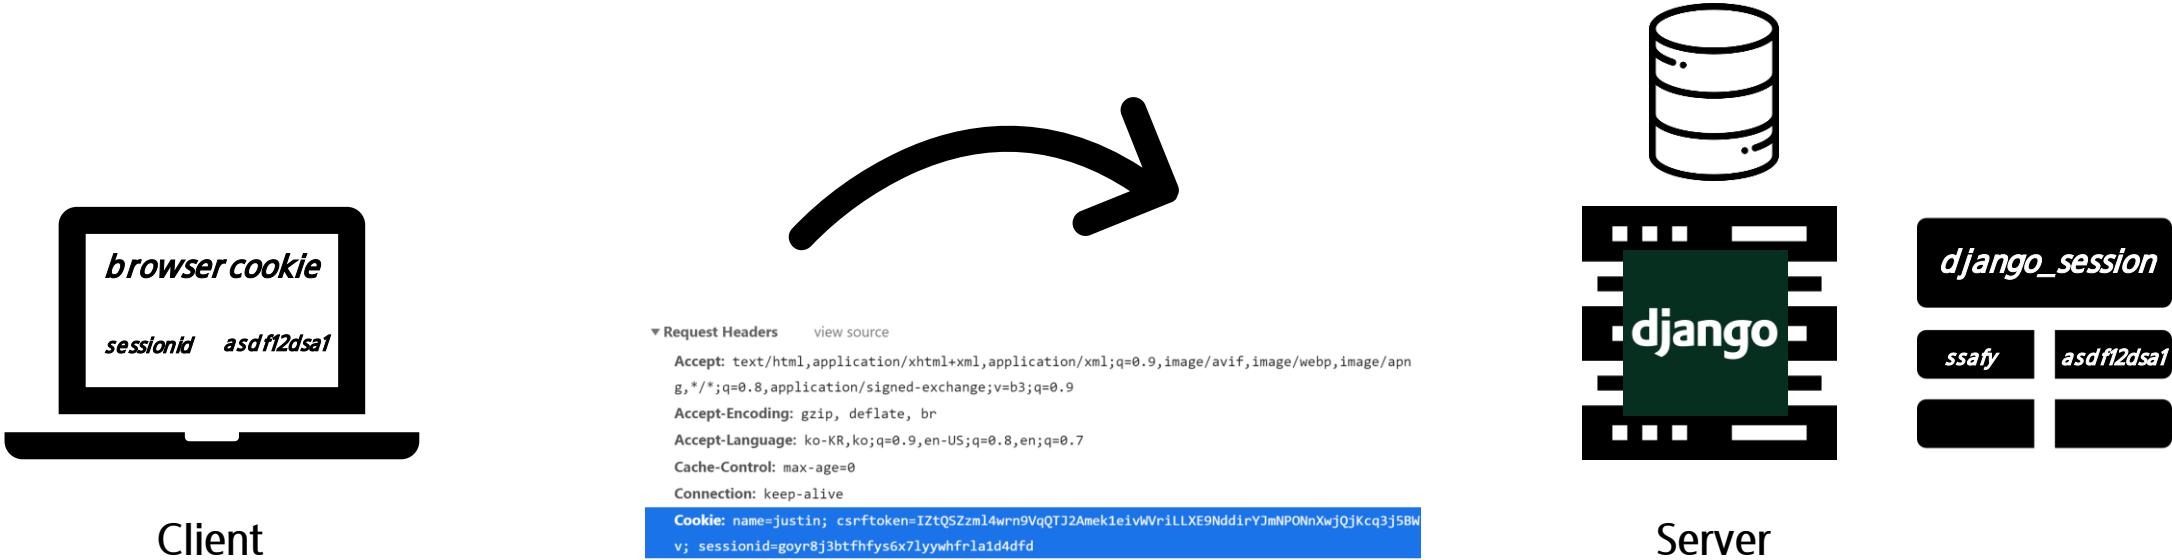 browser cookie
sessionid asdf12dsa1
Client
▼Request Headers view source
Accept: text/html,application/xhtml+xml,application/xml;q=0.9,image/avif,image/webp,image/apn
g,*/*;q=0.8,application/signed-exchange;v=b3;q=0.9
Accept-Encoding: gzip, deflate, br
Accept-Language: ko-KR,ko;q=0.9,en-US;q=0.8,en;q=0.7
Cache-Control: max-age=0
Connection: keep-alive
Cookie: name=justin; csrftoken=IZtQSZzml4wrn9VqQTJ2Amek1eivWVriLLXE9NddirYJmNPONnXwjQjKcq3j5BW
v; sessionid=goyr8j3btfhfys6x7lyywhfrla1d4dfd
django
Server
django_session
ssafy asdf12dsa1